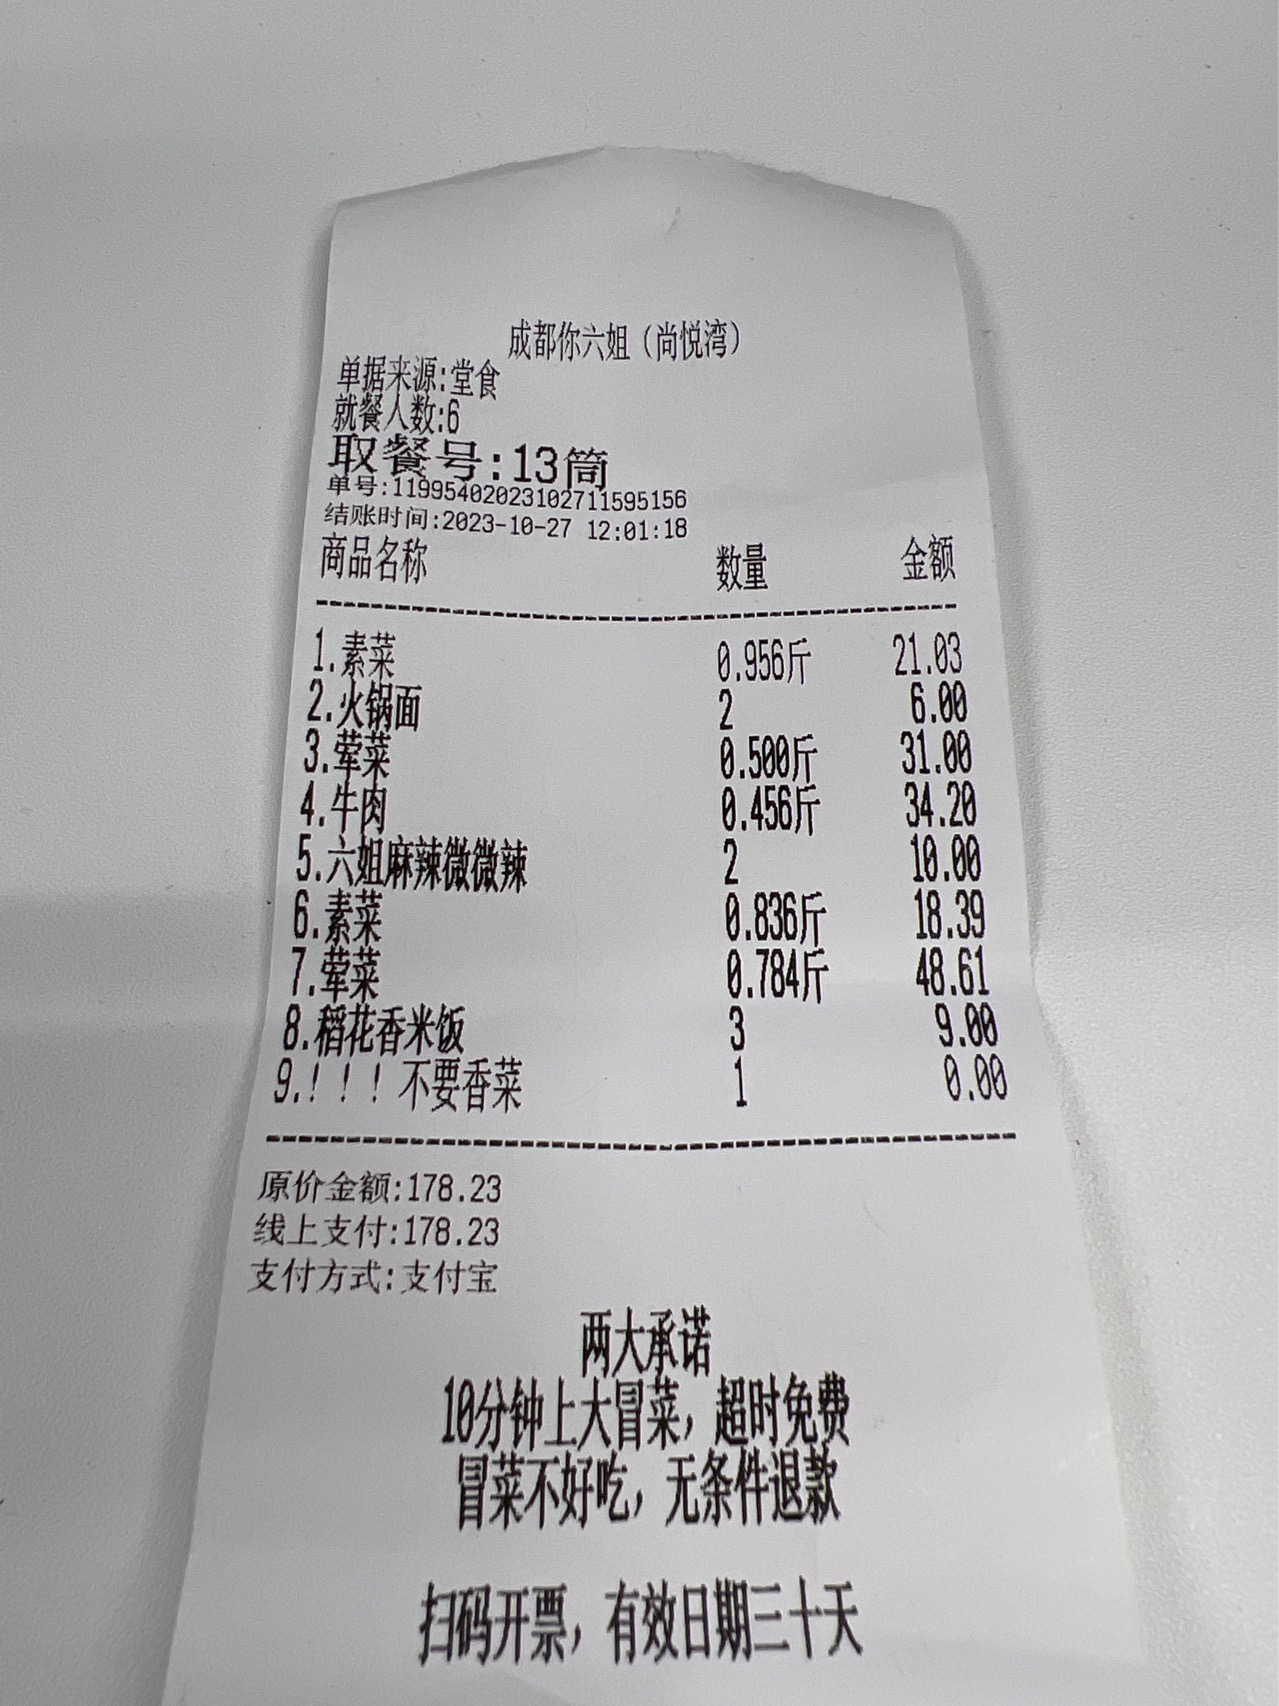 成都你六姐（尚悦湾）
单据来源:堂食
就餐人数:6
取餐号:13筒
单号:11995402023102711595156
结账时间:2023-10-27 12:01:18
商品名称 数量 金额
1.素菜 0.956斤 21.03
2.火锅面 2 6.00
3.荤菜 0.500斤 31.00
4.牛肉 0.456斤 34.20
5.六姐麻辣微微辣 2 10.00
6.素菜 0.836斤 18.39
7.荤菜 0.784斤 48.61
8.稻花香米饭 3 9.00
9.！！！不要香菜 1 0.00
原价金额:178.23
线上支付:178.23
支付方式:支付宝
两大承诺
10分钟上大冒菜，超时免费
冒菜不好吃，无条件退款
扫码开票，有效日期三十天